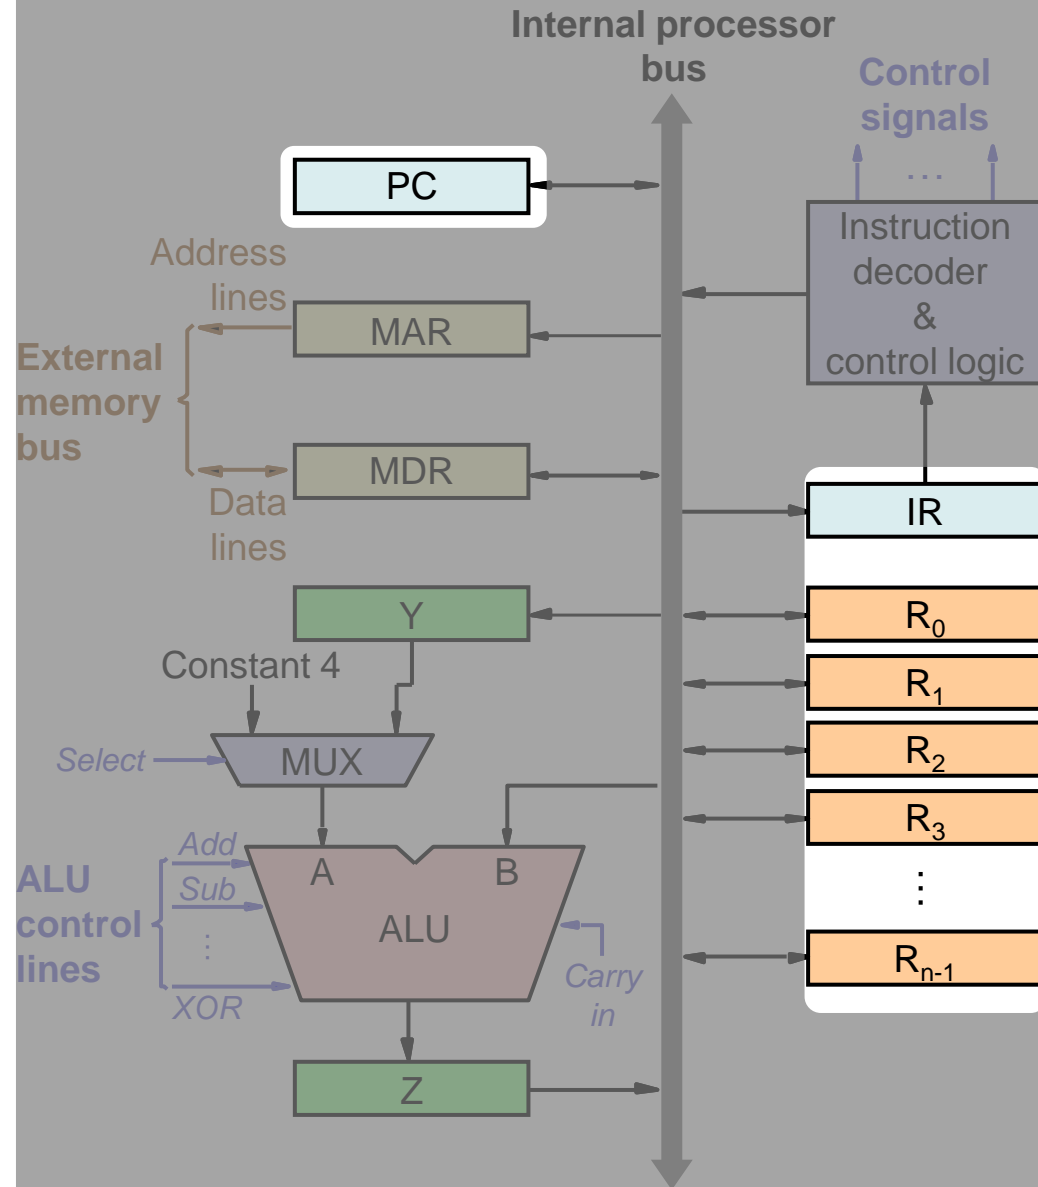 Internal processor
bus
Control
signals
...
PC
Instruction
decoder
&
control logic
Address
lines
MAR
External
memory
bus
MDR
Data
lines
IR
Y
R0
Constant 4
R1
Select
MUX
R2
R3
Add
A
B
ALU
control
lines
Sub
⋮
ALU
⋮
XOR
Carry
in
Rn-1
Z